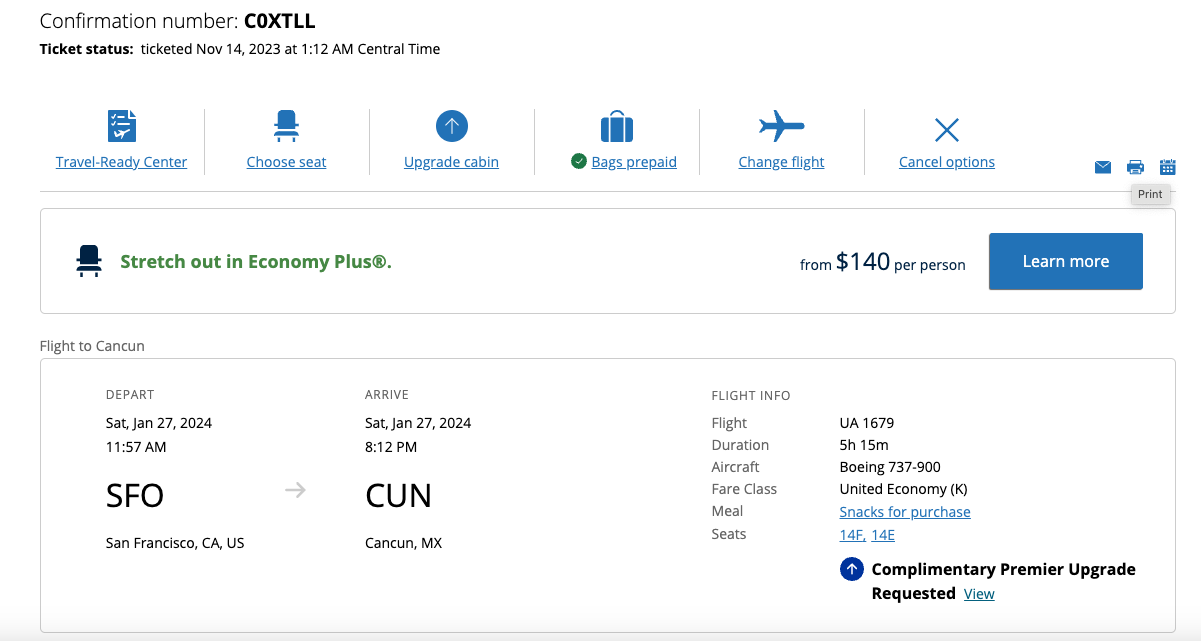 Confirmation number: C0XTLL
Ticket status: ticketed Nov 14, 2023 at 1:12 AM Central Time
Travel-Ready Center
Choose seat
Upgrade cabin
Bags prepaid
Change flight
Cancel options
Print
Stretch out in Economy Plus®.
from $140 per person
Learn more
Flight to Cancun
DEPART
Sat, Jan 27, 2024
11:57 AM
SFO
San Francisco, CA, US
ARRIVE
Sat, Jan 27, 2024
8:12 PM
CUN
Cancun, MX
FLIGHT INFO
Flight UA 1679
Duration 5h 15m
Aircraft Boeing 737-900
Fare Class United Economy (K)
Meal Snacks for purchase
Seats 14F, 14E
Complimentary Premier Upgrade
Requested View